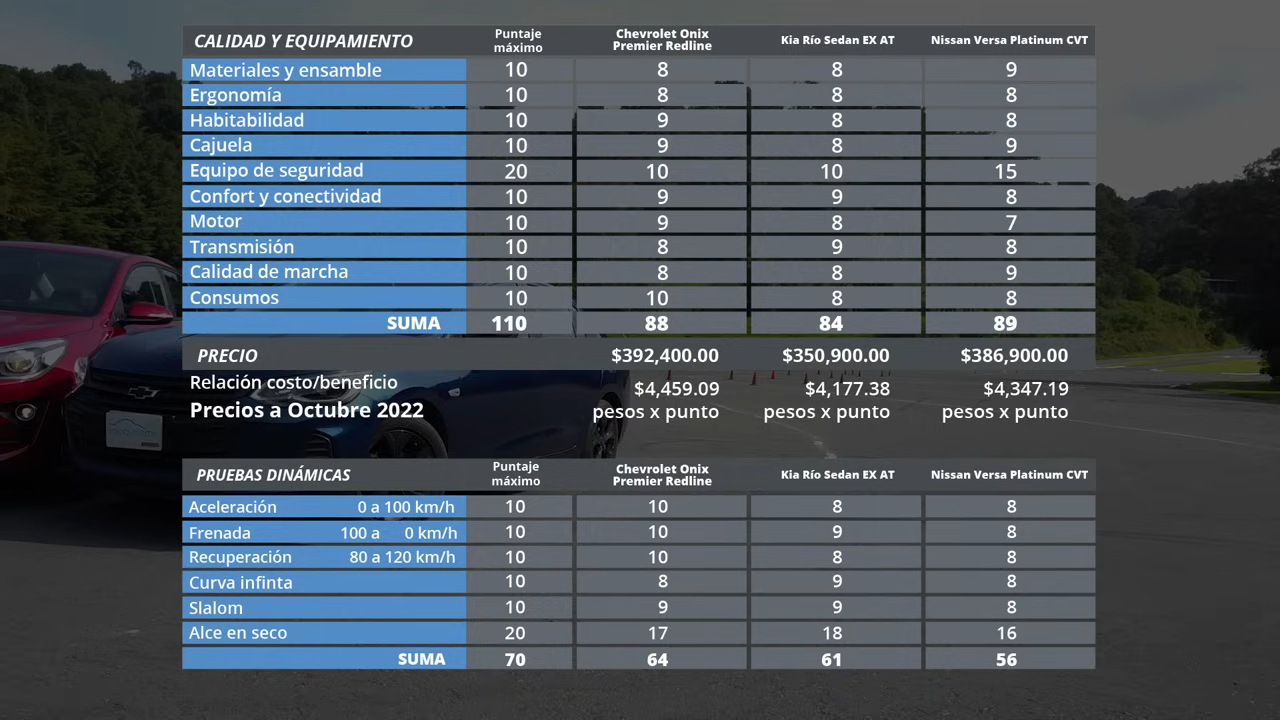 CALIDAD Y EQUIPAMIENTO Puntaje máximo Chevrolet Onix Premier Redline Kia Río Sedan EX AT Nissan Versa Platinum CVT
Materiales y ensamble 10 8 8 9
Ergonomía 10 8 8 8
Habitabilidad 10 9 8 8
Cajuela 10 9 8 9
Equipo de seguridad 20 10 10 15
Confort y conectividad 10 9 9 8
Motor 10 9 8 7
Transmisión 10 8 9 8
Calidad de marcha 10 8 8 9
Consumos 10 10 8 8
SUMA 110 88 84 89
PRECIO $392,400.00 $350,900.00 $386,900.00
Relación costo/beneficio $4,459.09 $4,177.38 $4,347.19
Precios a Octubre 2022 pesos x punto pesos x punto pesos x punto
PRUEBAS DINÁMICAS Puntaje máximo Chevrolet Onix Premier Redline Kia Río Sedan EX AT Nissan Versa Platinum CVT
Aceleración 0 a 100 km/h 10 10 8 8
Frenada 100 a 0 km/h 10 10 9 8
Recuperación 80 a 120 km/h 10 10 8 8
Curva infinta 10 8 9 8
Slalom 10 9 9 8
Alce en seco 20 17 18 16
SUMA 70 64 61 56